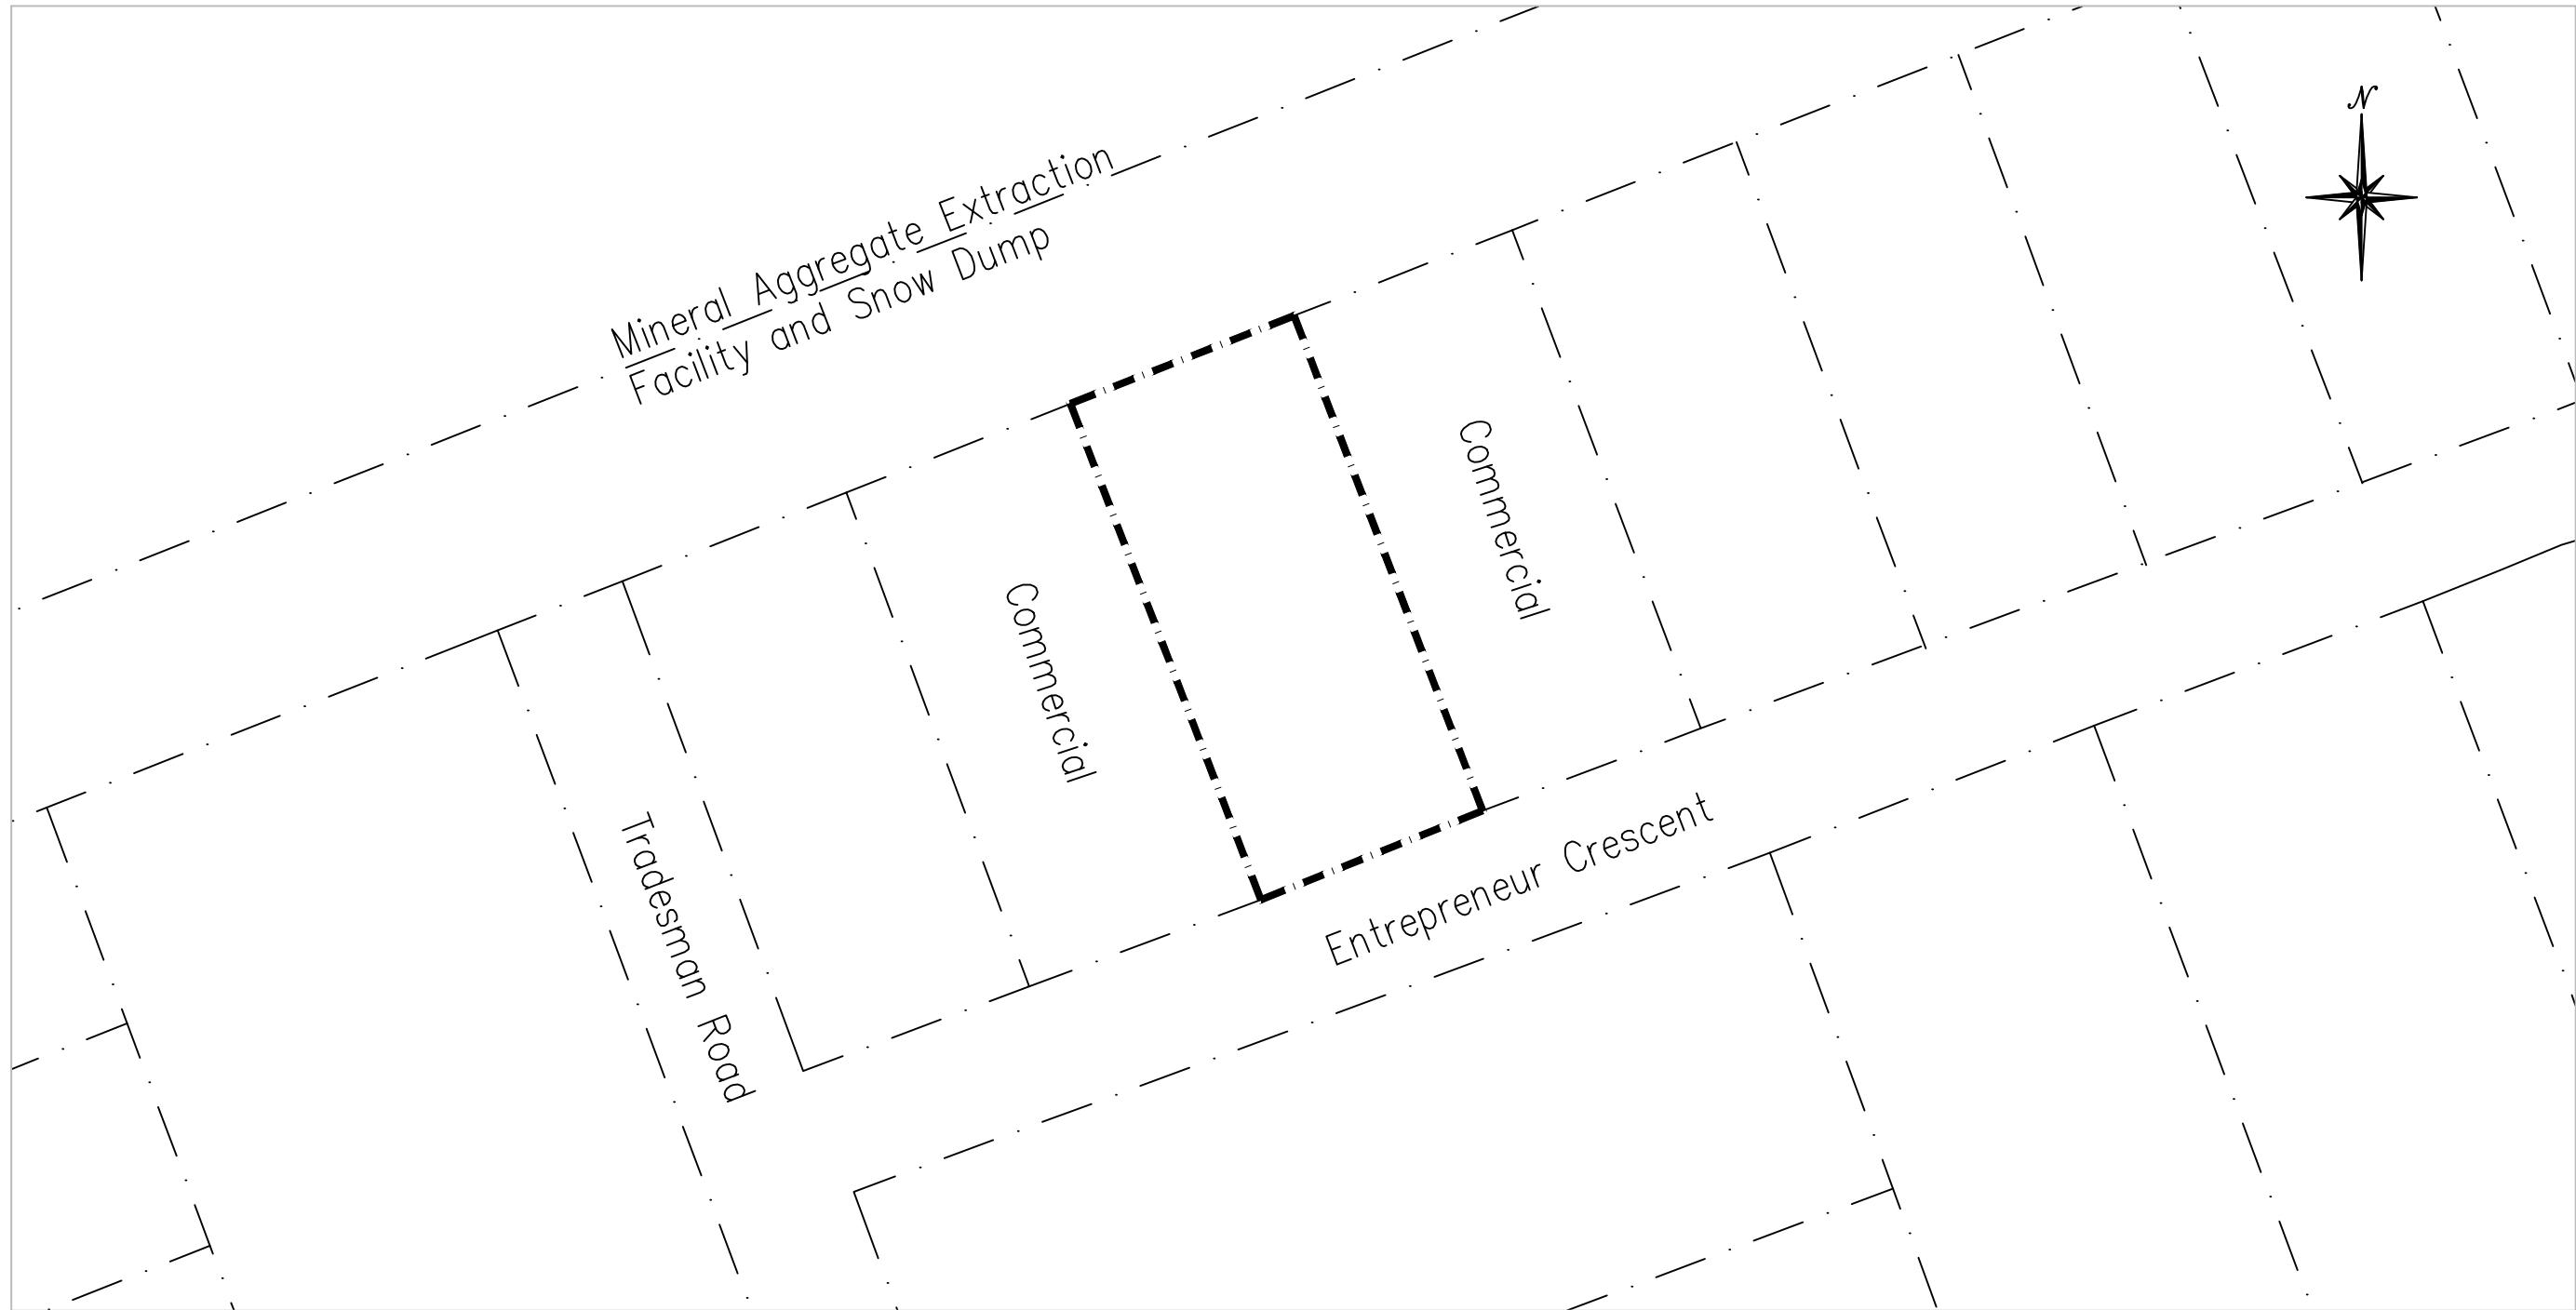 N
Mineral Aggregate Extraction
Facility and Snow Dump
Commercial
Commercial
Tradesman Road
Entrepreneur Crescent